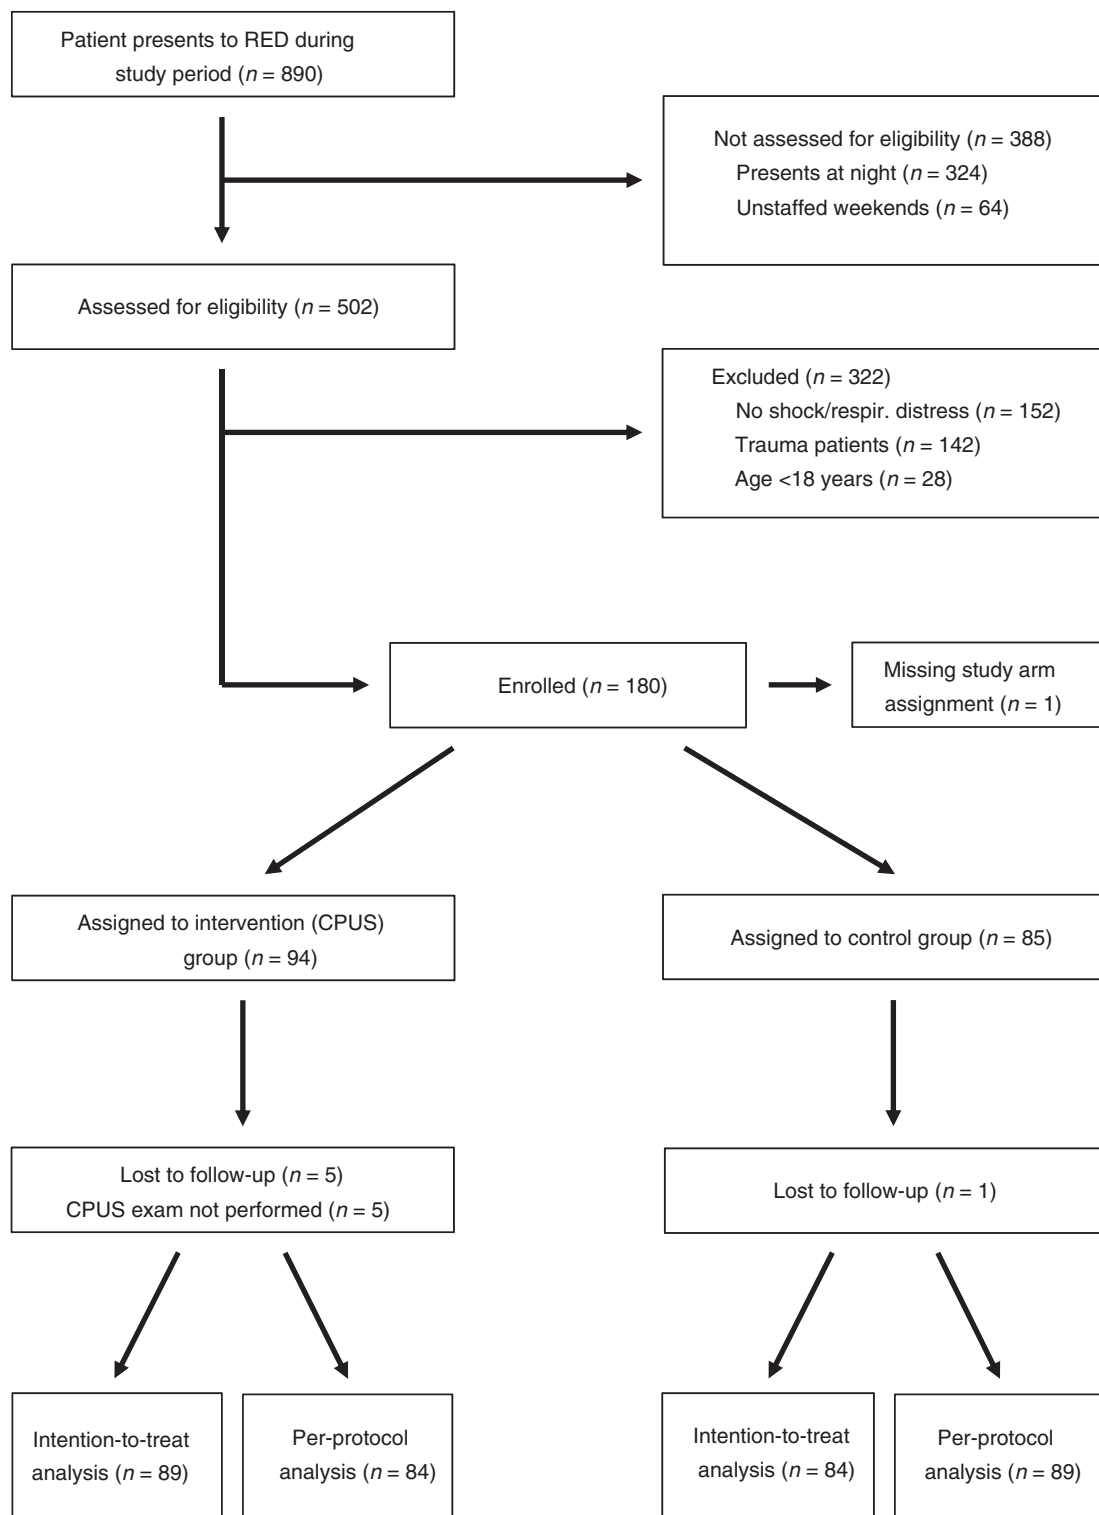 Patient presents to RED during
study period (n = 890)
Not assessed for eligibility (n = 388)
Presents at night (n = 324)
Unstaffed weekends (n = 64)
Assessed for eligibility (n = 502)
Excluded (n = 322)
No shock/respir. distress (n = 152)
Trauma patients (n = 142)
Age <18 years (n = 28)
Enrolled (n = 180)
Missing study arm
assignment (n = 1)
Assigned to intervention (CPUS)
group (n = 94)
Assigned to control group (n = 85)
Lost to follow-up (n = 5)
CPUS exam not performed (n = 5)
Lost to follow-up (n = 1)
Intention-to-treat
analysis (n = 89)
Per-protocol
analysis (n = 84)
Intention-to-treat
analysis (n = 84)
Per-protocol
analysis (n = 89)